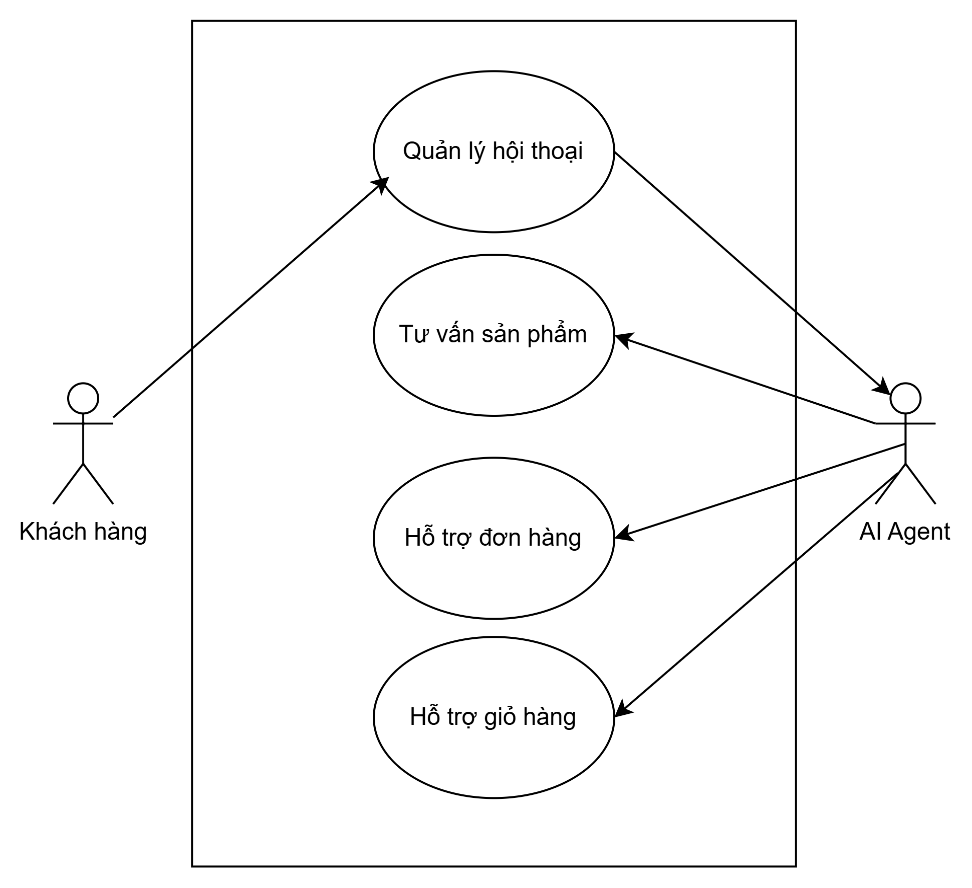 Quản lý hội thoại
Tư vấn sản phẩm
Khách hàng
AI Agent
Hỗ trợ đơn hàng
Hỗ trợ giỏ hàng